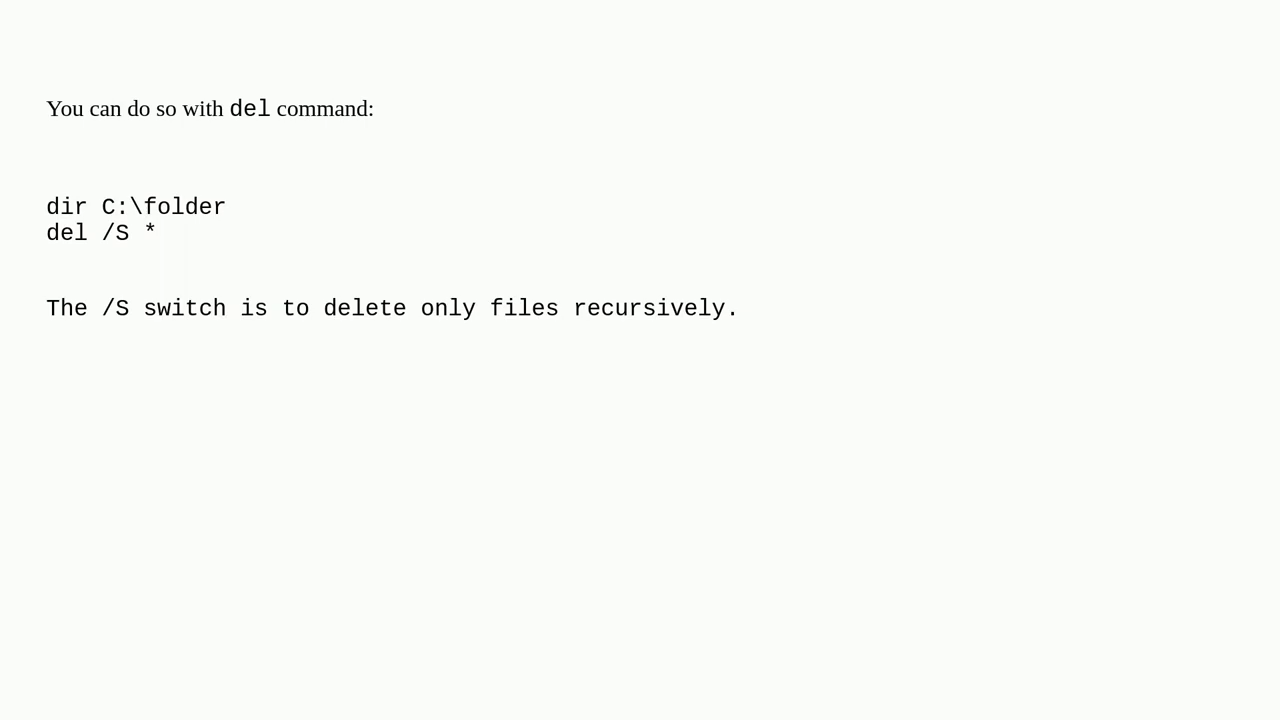 You can do so with del command:
dir C:\folder
del /S *
The /S switch is to delete only files recursively.